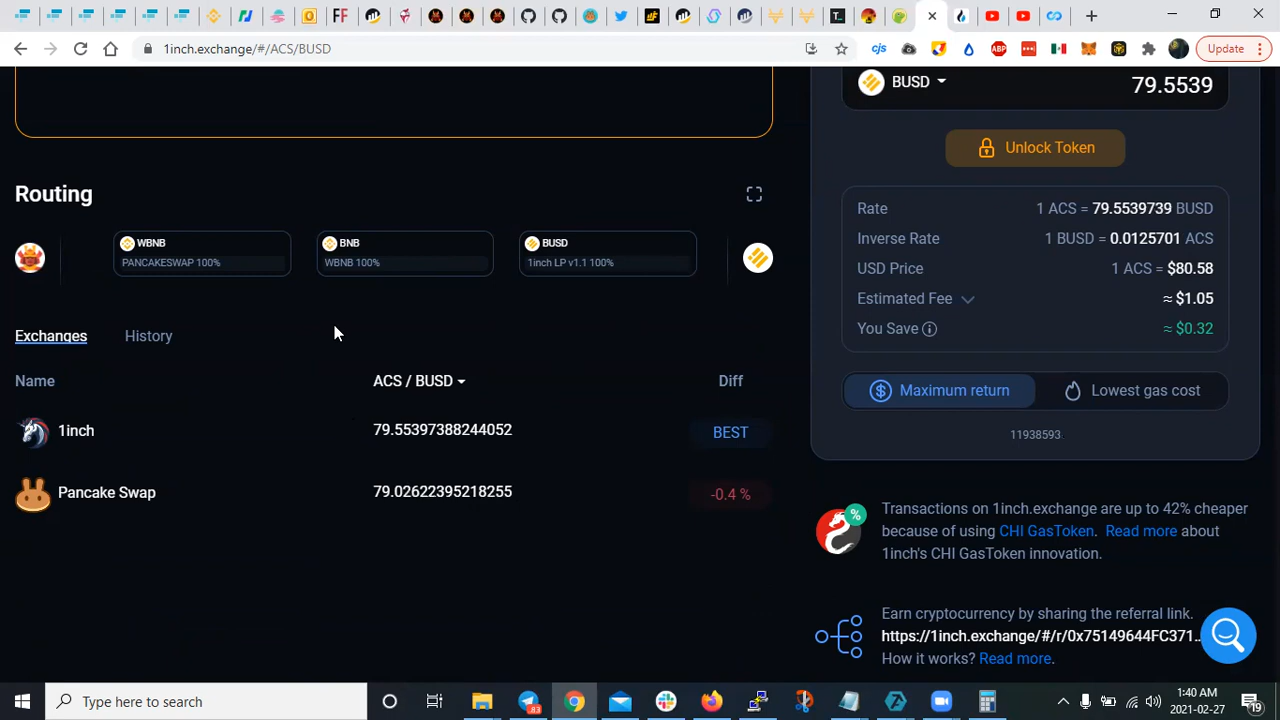 1inch.exchange/#/ACS/BUSD
Update
BUSD
79.5539
Unlock Token
Routing
WBNB
PANCAKESWAP 100%
BNB
WBNB 100%
BUSD
1inch LP v1.1 100%
Rate
1 ACS = 79.5539739 BUSD
Inverse Rate
1 BUSD = 0.0125701 ACS
USD Price
1 ACS = $80.58
Estimated Fee
≈ $1.05
You Save
≈ $0.32
Maximum return
Lowest gas cost
11938593
Exchanges
History
Name
ACS / BUSD
Diff
1inch
79.55397388244052
BEST
Pancake Swap
79.02622395218255
-0.4 %
Transactions on 1inch.exchange are up to 42% cheaper
because of using CHI GasToken. Read more about
1inch's CHI GasToken innovation.
Earn cryptocurrency by sharing the referral link.
https://1inch.exchange/#/r/0x75149644FC371...
How it works? Read more.
Type here to search
1:40 AM
2021-02-27